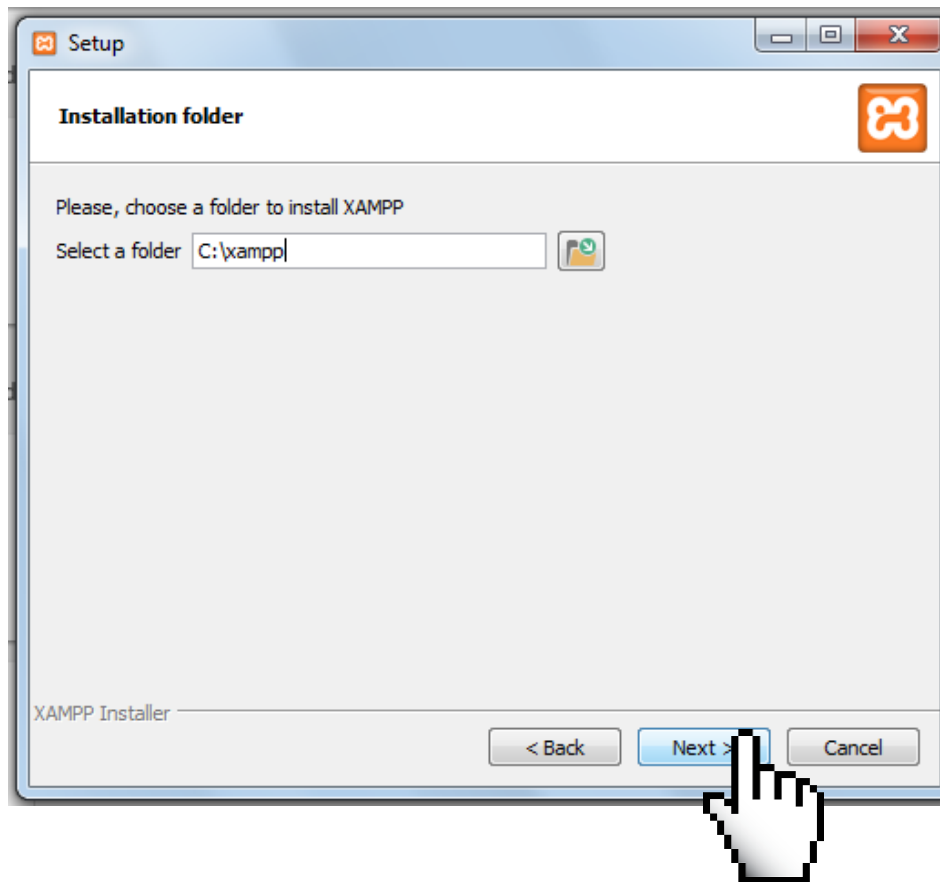 Setup
Installation folder
Please, choose a folder to install XAMPP
Select a folder C:\xampp
XAMPP Installer
< Back Next > Cancel